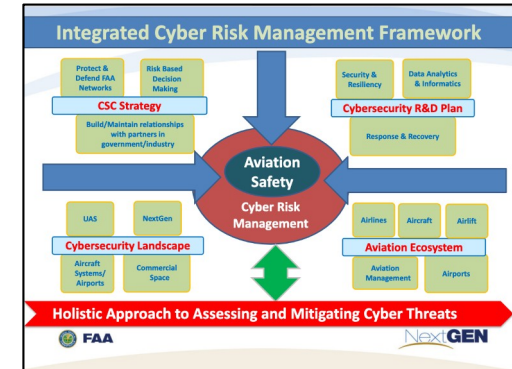 Integrated Cyber Risk Management Framework
Protect &
Defend FAA
Networks
Risk Based
Decision
Making
CSC Strategy
Build/Maintain relationships
with partners in
government/industry
Security &
Resiliency
Data Analytics
& Informatics
Cybersecurity R&D Plan
Response & Recovery
Aviation
Safety
Cyber Risk
Management
UAS
NextGen
Cybersecurity Landscape
Aircraft
Systems/
Airports
Commercial
Space
Airlines
Aircraft
Airlift
Aviation Ecosystem
Aviation
Management
Airports
Holistic Approach to Assessing and Mitigating Cyber Threats
FAA
NextGEN